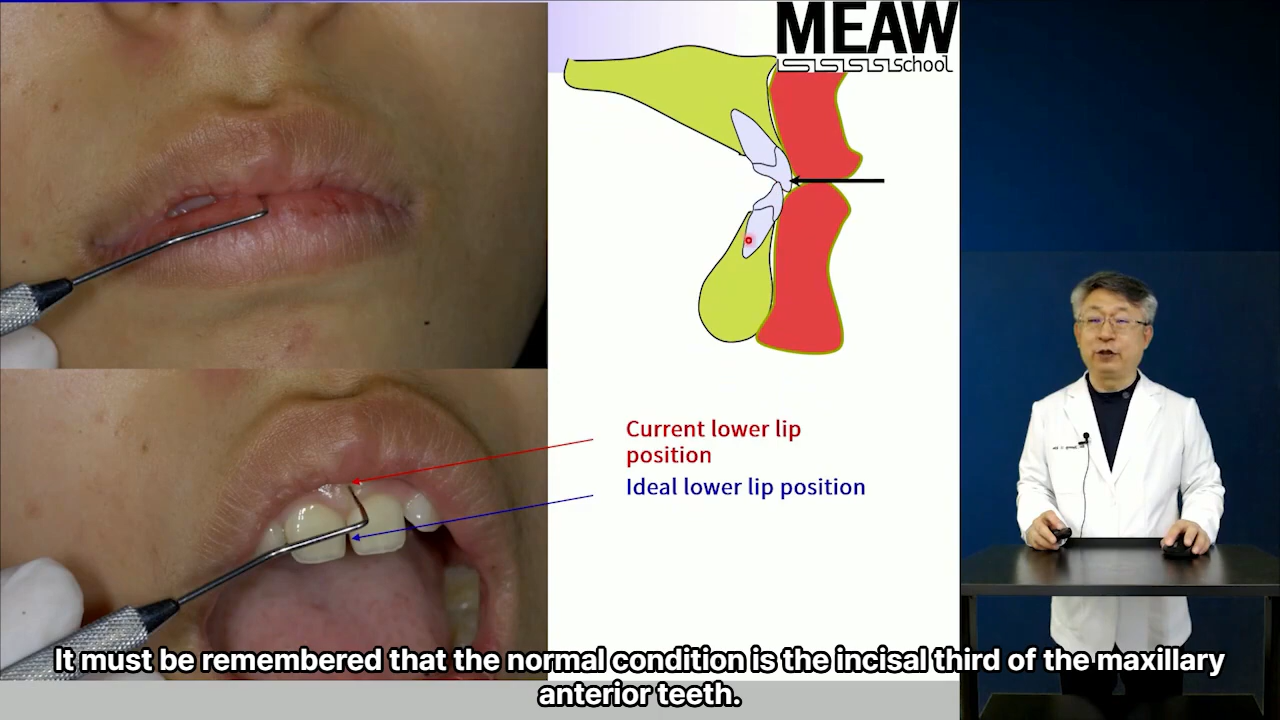 MEAW
school
Current lower lip
position
Ideal lower lip position
It must be remembered that the normal condition is the incisal third of the maxillary
anterior teeth.